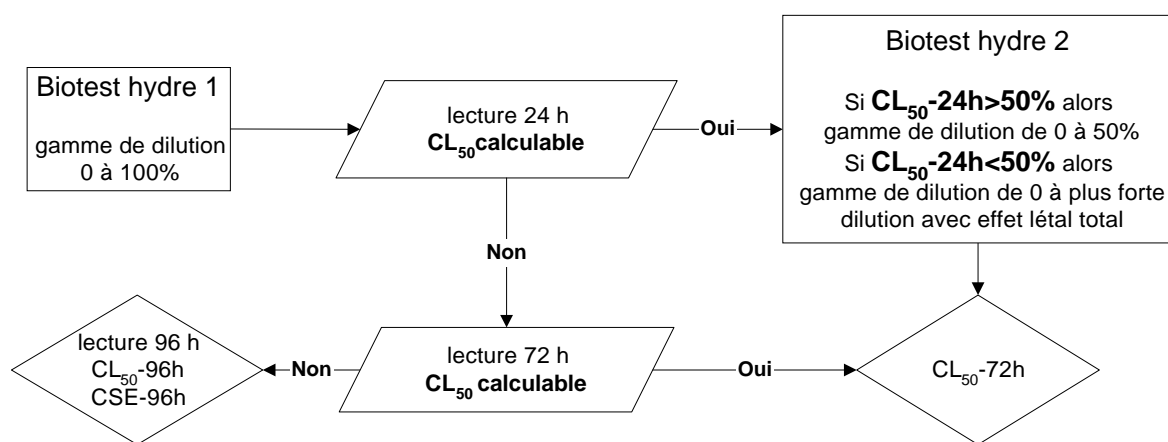 Biotest hydre 1
gamme de dilution
0 à 100%
lecture 24 h
CL50 calculable
Oui
Biotest hydre 2
Si CL50-24h>50% alors
gamme de dilution de 0 à 50%
Si CL50-24h<50% alors
gamme de dilution de 0 à plus forte
dilution avec effet létal total
Non
lecture 96 h
CL50-96h
CSE-96h
Non
lecture 72 h
CL50 calculable
Oui
CL50-72h